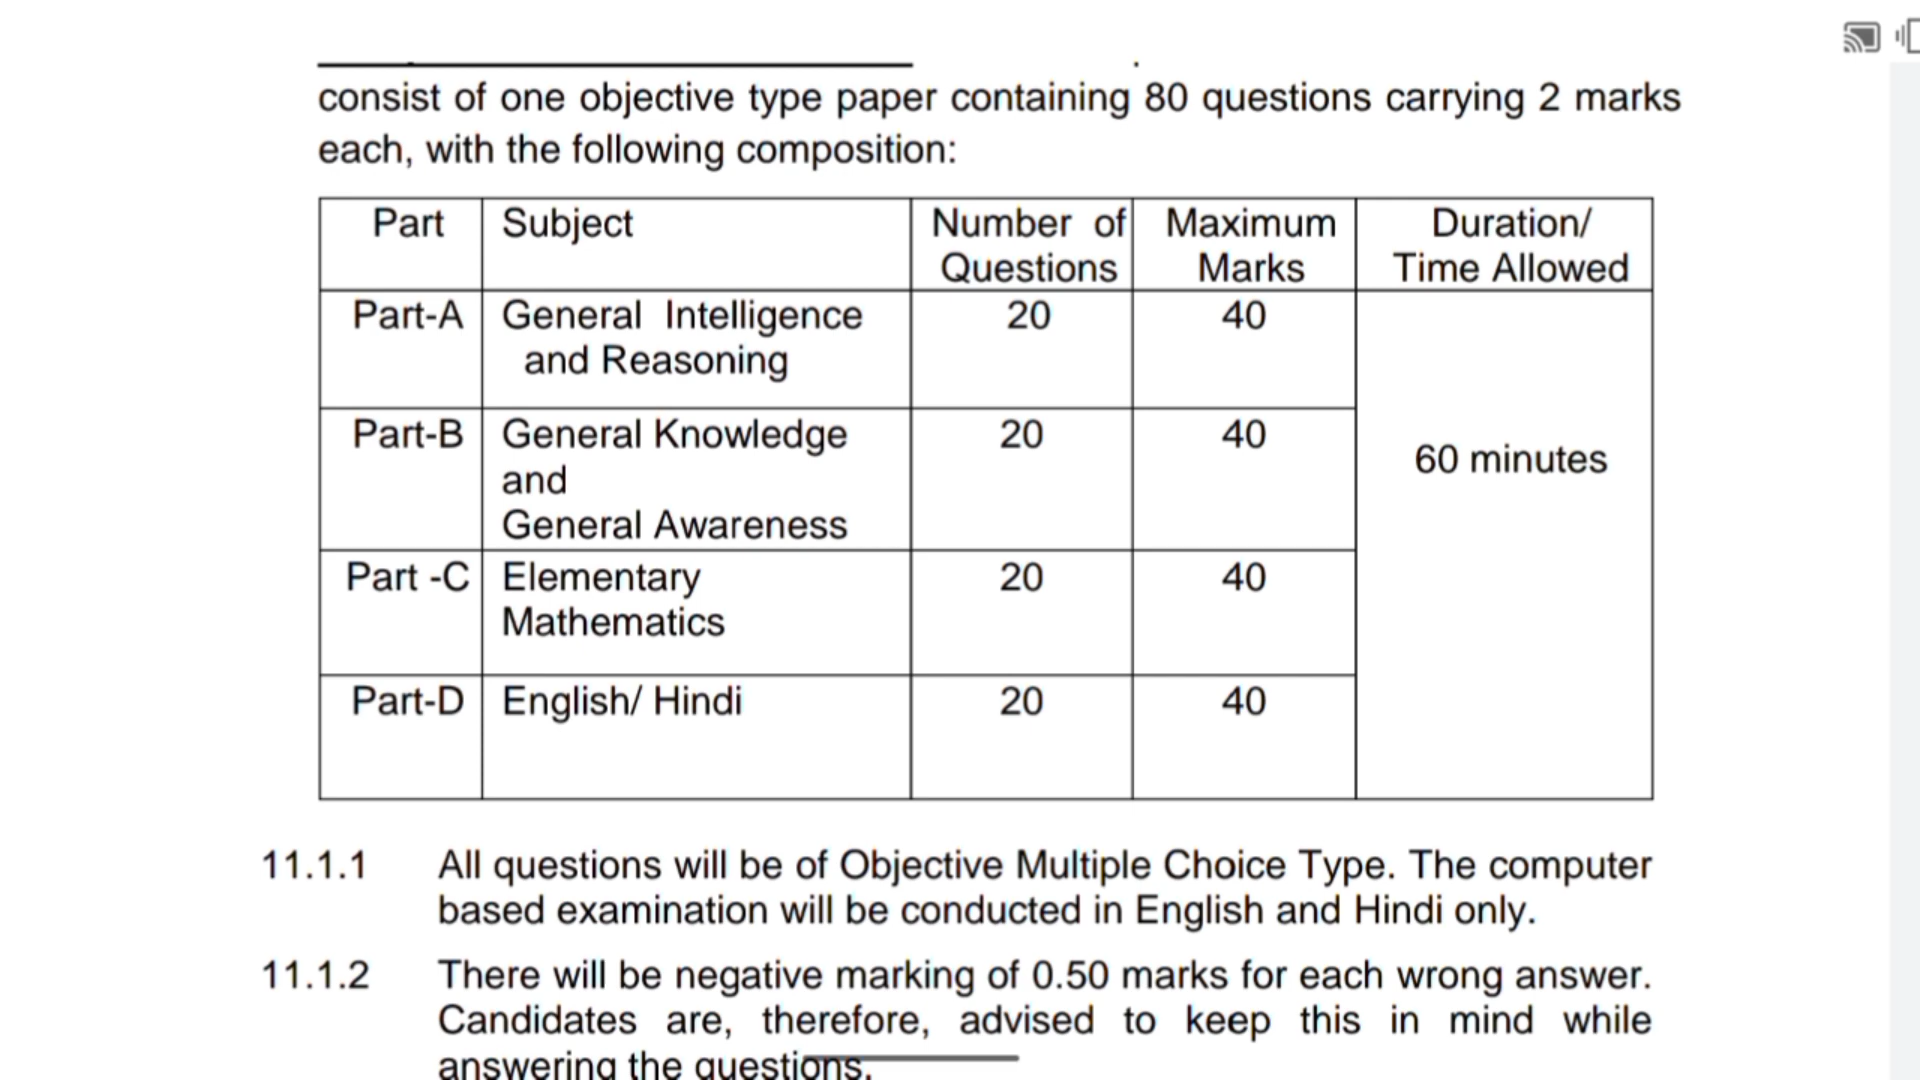 consist of one objective type paper containing 80 questions carrying 2 marks
each, with the following composition:
Part Subject Number of Maximum Duration/
Questions Marks Time Allowed
Part-A General Intelligence 20 40
and Reasoning
Part-B General Knowledge 20 40
60 minutes
and
General Awareness
Part -C Elementary 20 40
Mathematics
Part-D English/ Hindi 20 40
11.1.1 All questions will be of Objective Multiple Choice Type. The computer
based examination will be conducted in English and Hindi only.
11.1.2 There will be negative marking of 0.50 marks for each wrong answer.
Candidates are, therefore, advised to keep this in mind while
answering the questions.